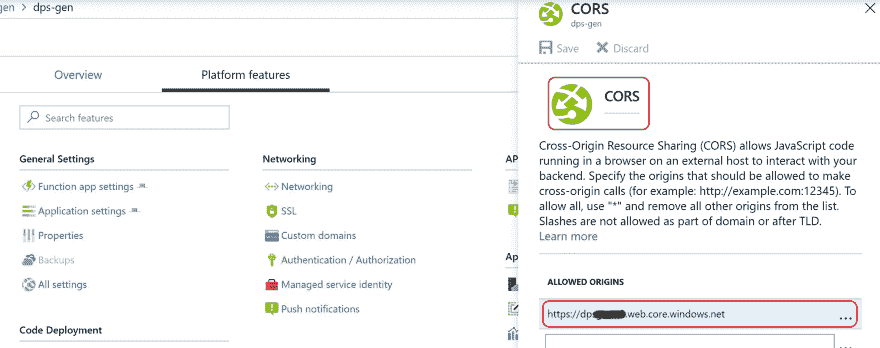 gen > dps-gen
Overview
Platform features
Search features
General Settings
Function app settings
Application settings
Properties
Backups
All settings
Code Deployment
Networking
Networking
SSL
Custom domains
Authentication / Authorization
Managed service identity
Push notifications
AP
Ap
CORS
dps-gen
Save
Discard
CORS
Cross-Origin Resource Sharing (CORS) allows JavaScript code
running in a browser on an external host to interact with your
backend. Specify the origins that should be allowed to make
cross-origin calls (for example: http://example.com:12345). To
allow all, use "*" and remove all other origins from the list.
Slashes are not allowed as part of domain or after TLD.
Learn more
ALLOWED ORIGINS
https://dps .web.core.windows.net ...